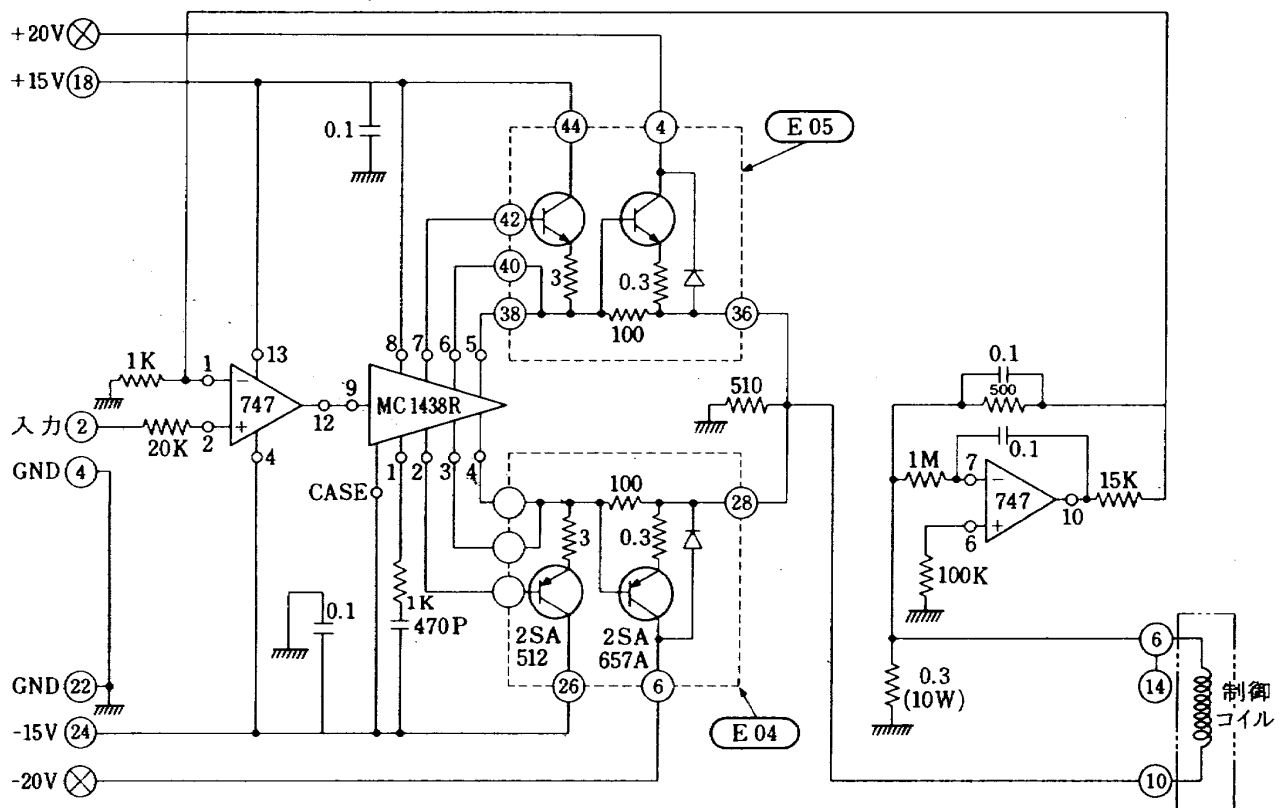 +20V
+15V 18
0.1
44
4
E 05
42
40
38
3
0.3
100
36
8
7
6
5
1K
1
13
−
747
+
12
9
MC 1438R
入力 2
20K
2
4
GND 4
CASE
1
2
3
4
510
100
28
3
0.3
1K
470P
0.1
2SA
512
2SA
657A
GND 22
26
6
-15V 24
E 04
-20V
0.1
500
0.1
1M
7
−
747
+
6
10
15K
100K
6
14
0.3
(10W)
制御
コイル
10